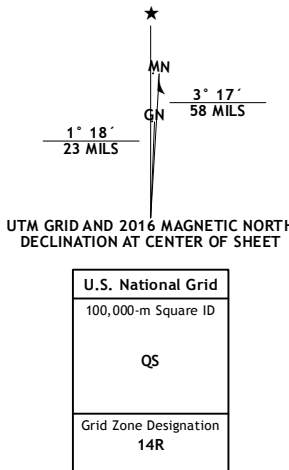 MN
GN
3° 17´
58 MILS
1° 18´
23 MILS
UTM GRID AND 2016 MAGNETIC NORTH
DECLINATION AT CENTER OF SHEET
U.S. National Grid
100,000-m Square ID
QS
Grid Zone Designation
14R